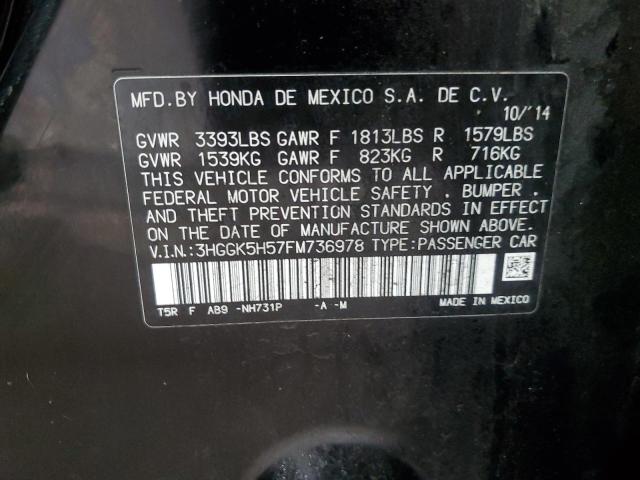 MFD.BY HONDA DE MEXICO S.A. DE C.V.
10/'14
GVWR 3393LBS GAWR F 1813LBS R 1579LBS
GVWR 1539KG GAWR F 823KG R 716KG
THIS VEHICLE CONFORMS TO ALL APPLICABLE
FEDERAL MOTOR VEHICLE SAFETY . BUMPER .
AND THEFT PREVENTION STANDARDS IN EFFECT
ON THE DATE OF MANUFACTURE SHOWN ABOVE.
V.I.N.:3HGGK5H57FM736978 TYPE:PASSENGER CAR
T5R F AB9 -NH731P -A -M MADE IN MEXICO